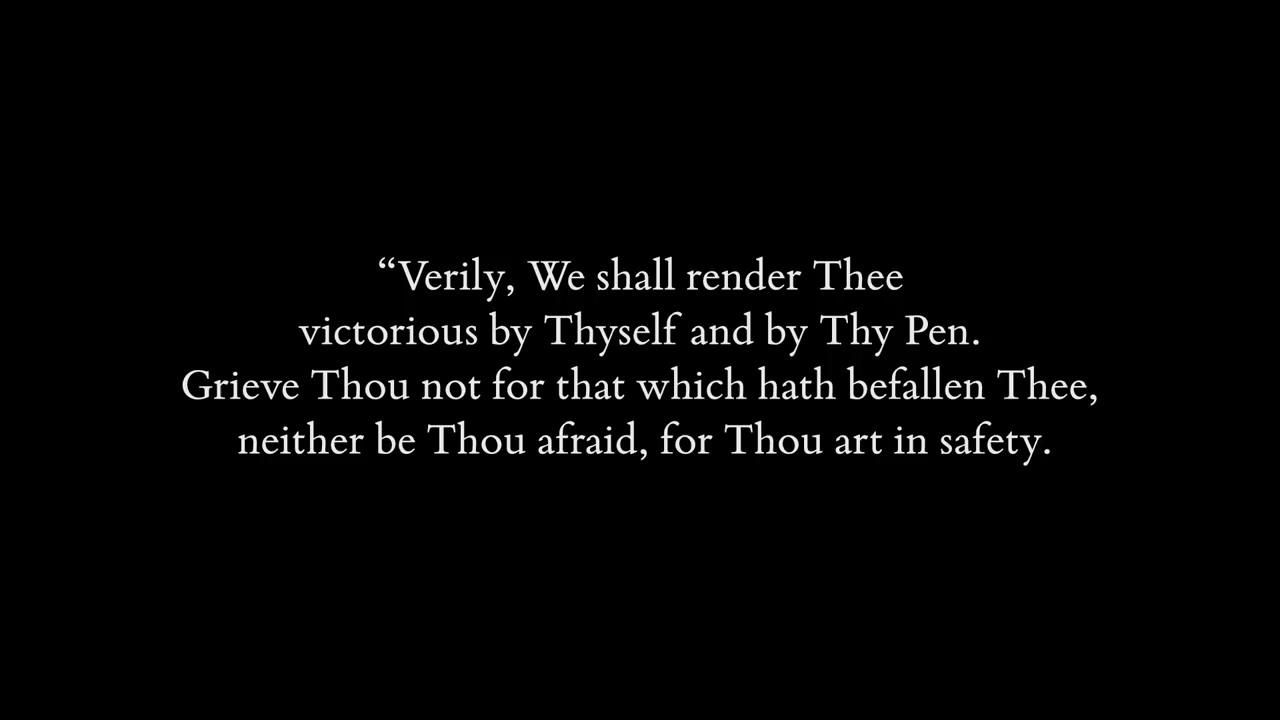 “Verily, We shall render Thee
victorious by Thyself and by Thy Pen.
Grieve Thou not for that which hath befallen Thee,
neither be Thou afraid, for Thou art in safety.